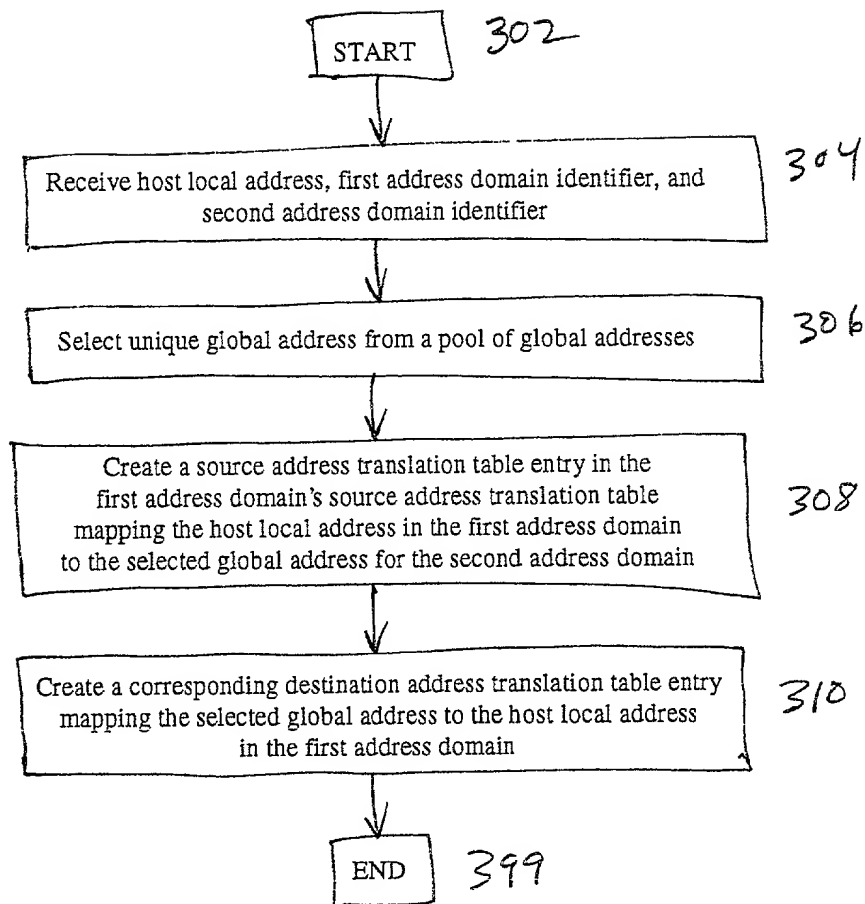 START 302
Receive host local address, first address domain identifier, and
second address domain identifier
304
Select unique global address from a pool of global addresses
306
Create a source address translation table entry in the
first address domain's source address translation table
mapping the host local address in the first address domain
to the selected global address for the second address domain
308
Create a corresponding destination address translation table entry
mapping the selected global address to the host local address
in the first address domain
310
END 399